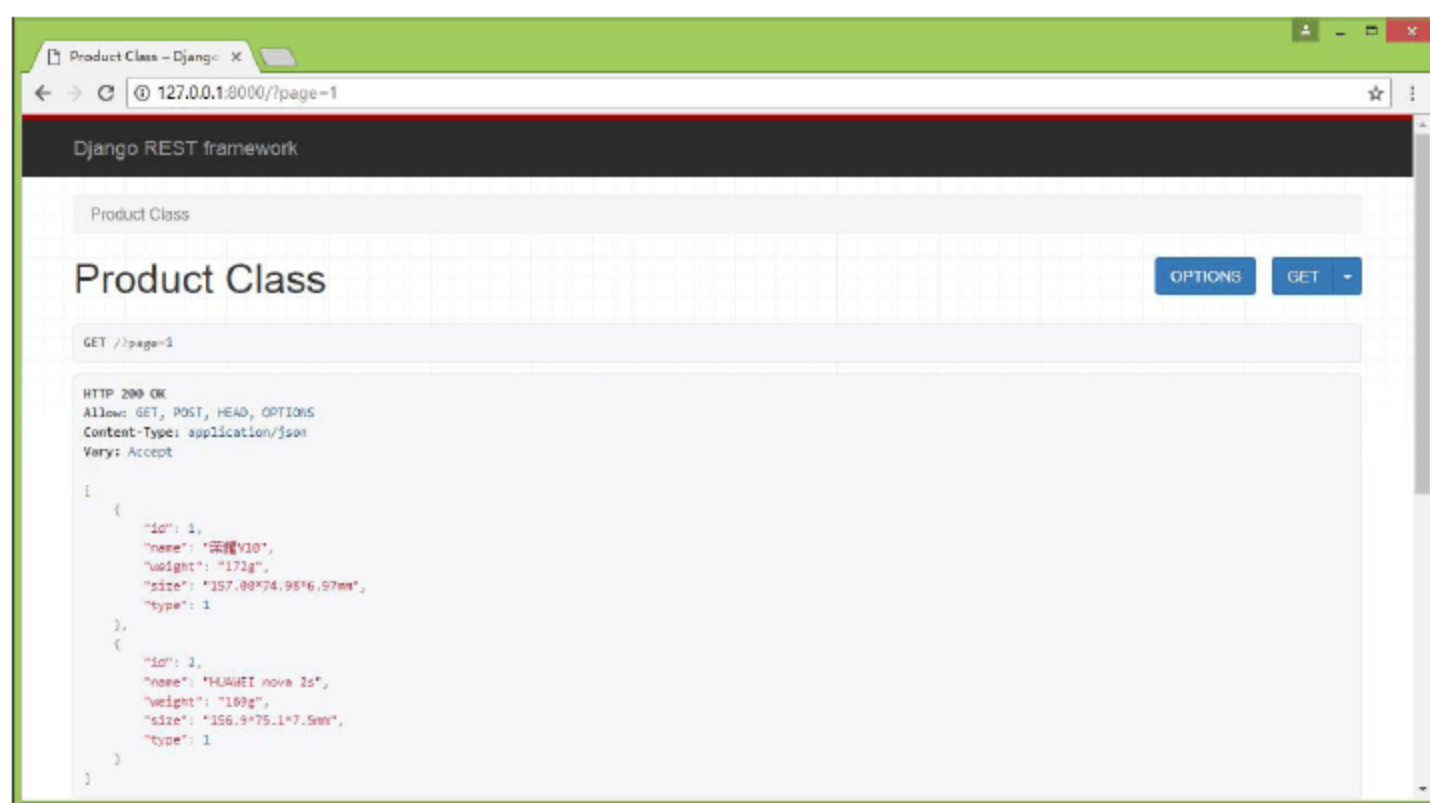 Product Class – Django
127.0.0.1:8000/?page=1
Django REST framework
Product Class
Product Class
OPTIONS
GET
GET /?page=1
HTTP 200 OK
Allow: GET, POST, HEAD, OPTIONS
Content-Type: application/json
Vary: Accept
[
{
"id": 1,
"name": "荣耀V10",
"weight": "172g",
"size": "157.00*74.98*6.97mm",
"type": 1
},
{
"id": 2,
"name": "HUAWEI nova 2s",
"weight": "169g",
"size": "156.9*75.1*7.5mm",
"type": 1
}
]